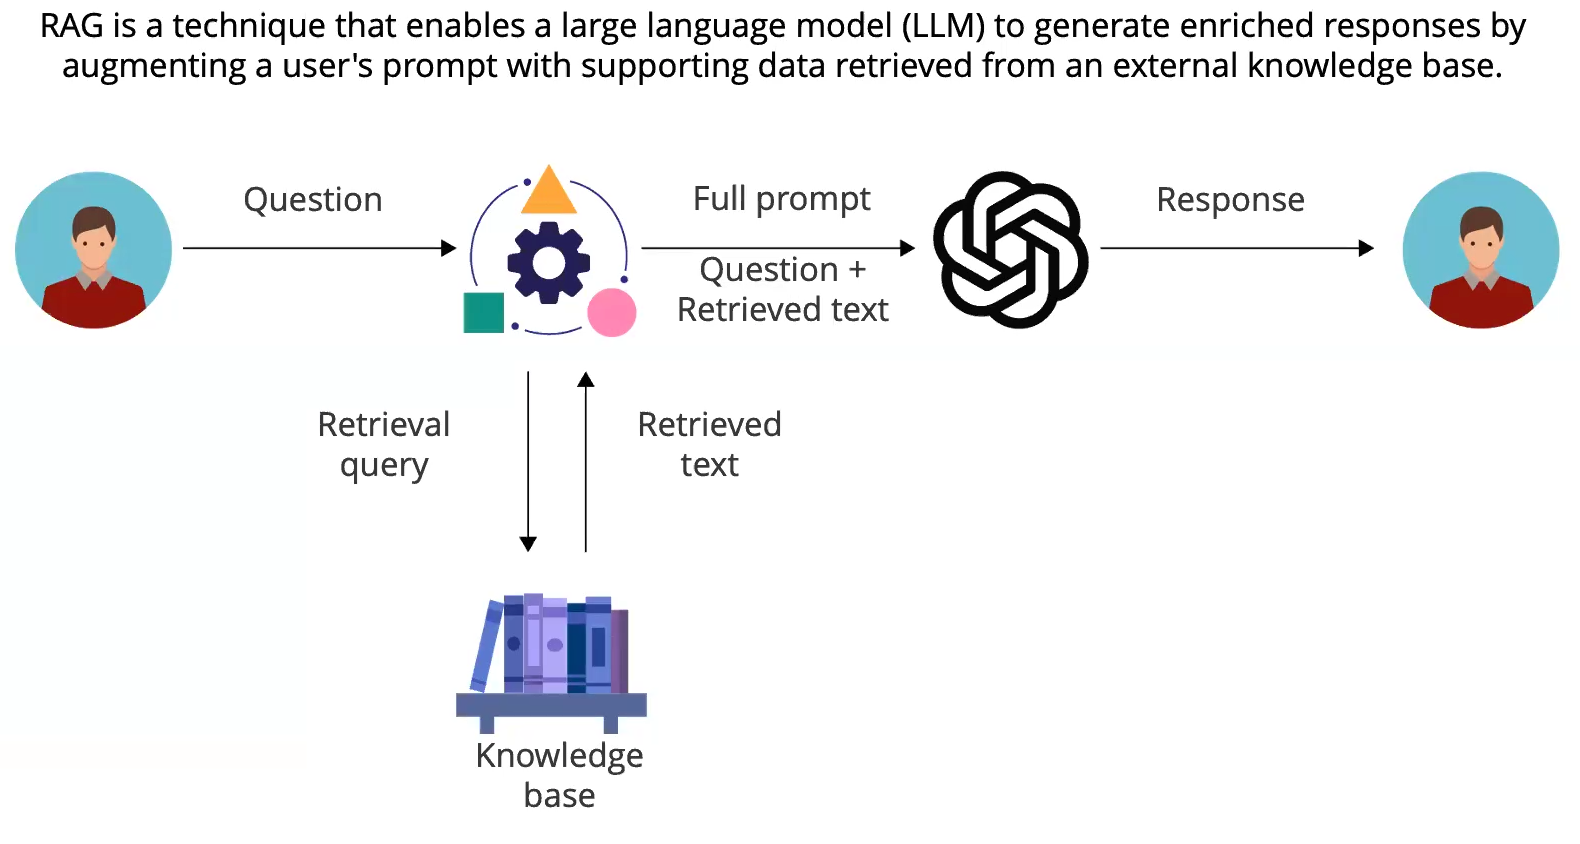 RAG is a technique that enables a large language model (LLM) to generate enriched responses by
augmenting a user's prompt with supporting data retrieved from an external knowledge base.
Question
Full prompt
Response
Question +
Retrieved text
Retrieval
query
Retrieved
text
Knowledge
base